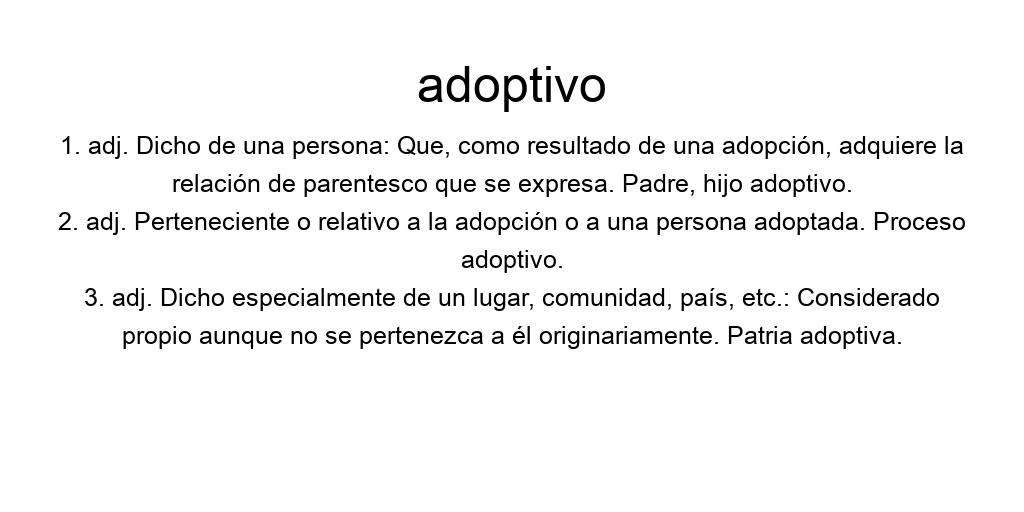 adoptivo
1. adj. Dicho de una persona: Que, como resultado de una adopción, adquiere la
relación de parentesco que se expresa. Padre, hijo adoptivo.
2. adj. Perteneciente o relativo a la adopción o a una persona adoptada. Proceso
adoptivo.
3. adj. Dicho especialmente de un lugar, comunidad, país, etc.: Considerado
propio aunque no se pertenezca a él originariamente. Patria adoptiva.